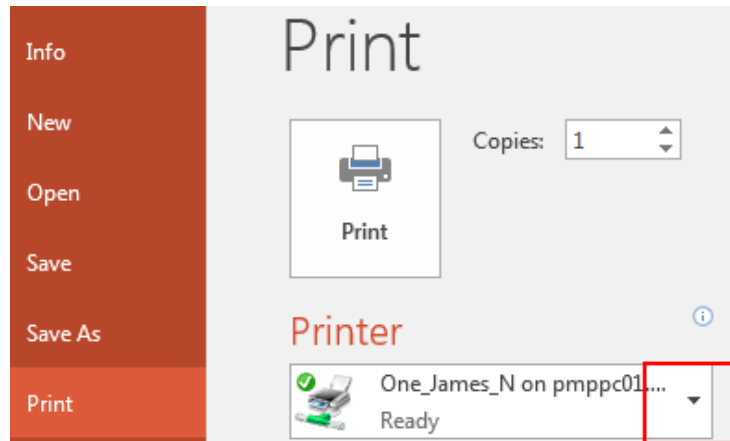 Info
New
Open
Save
Save As
Print
Print
Copies: 1
Print
Printer
One_James_N on pmppc01....
Ready